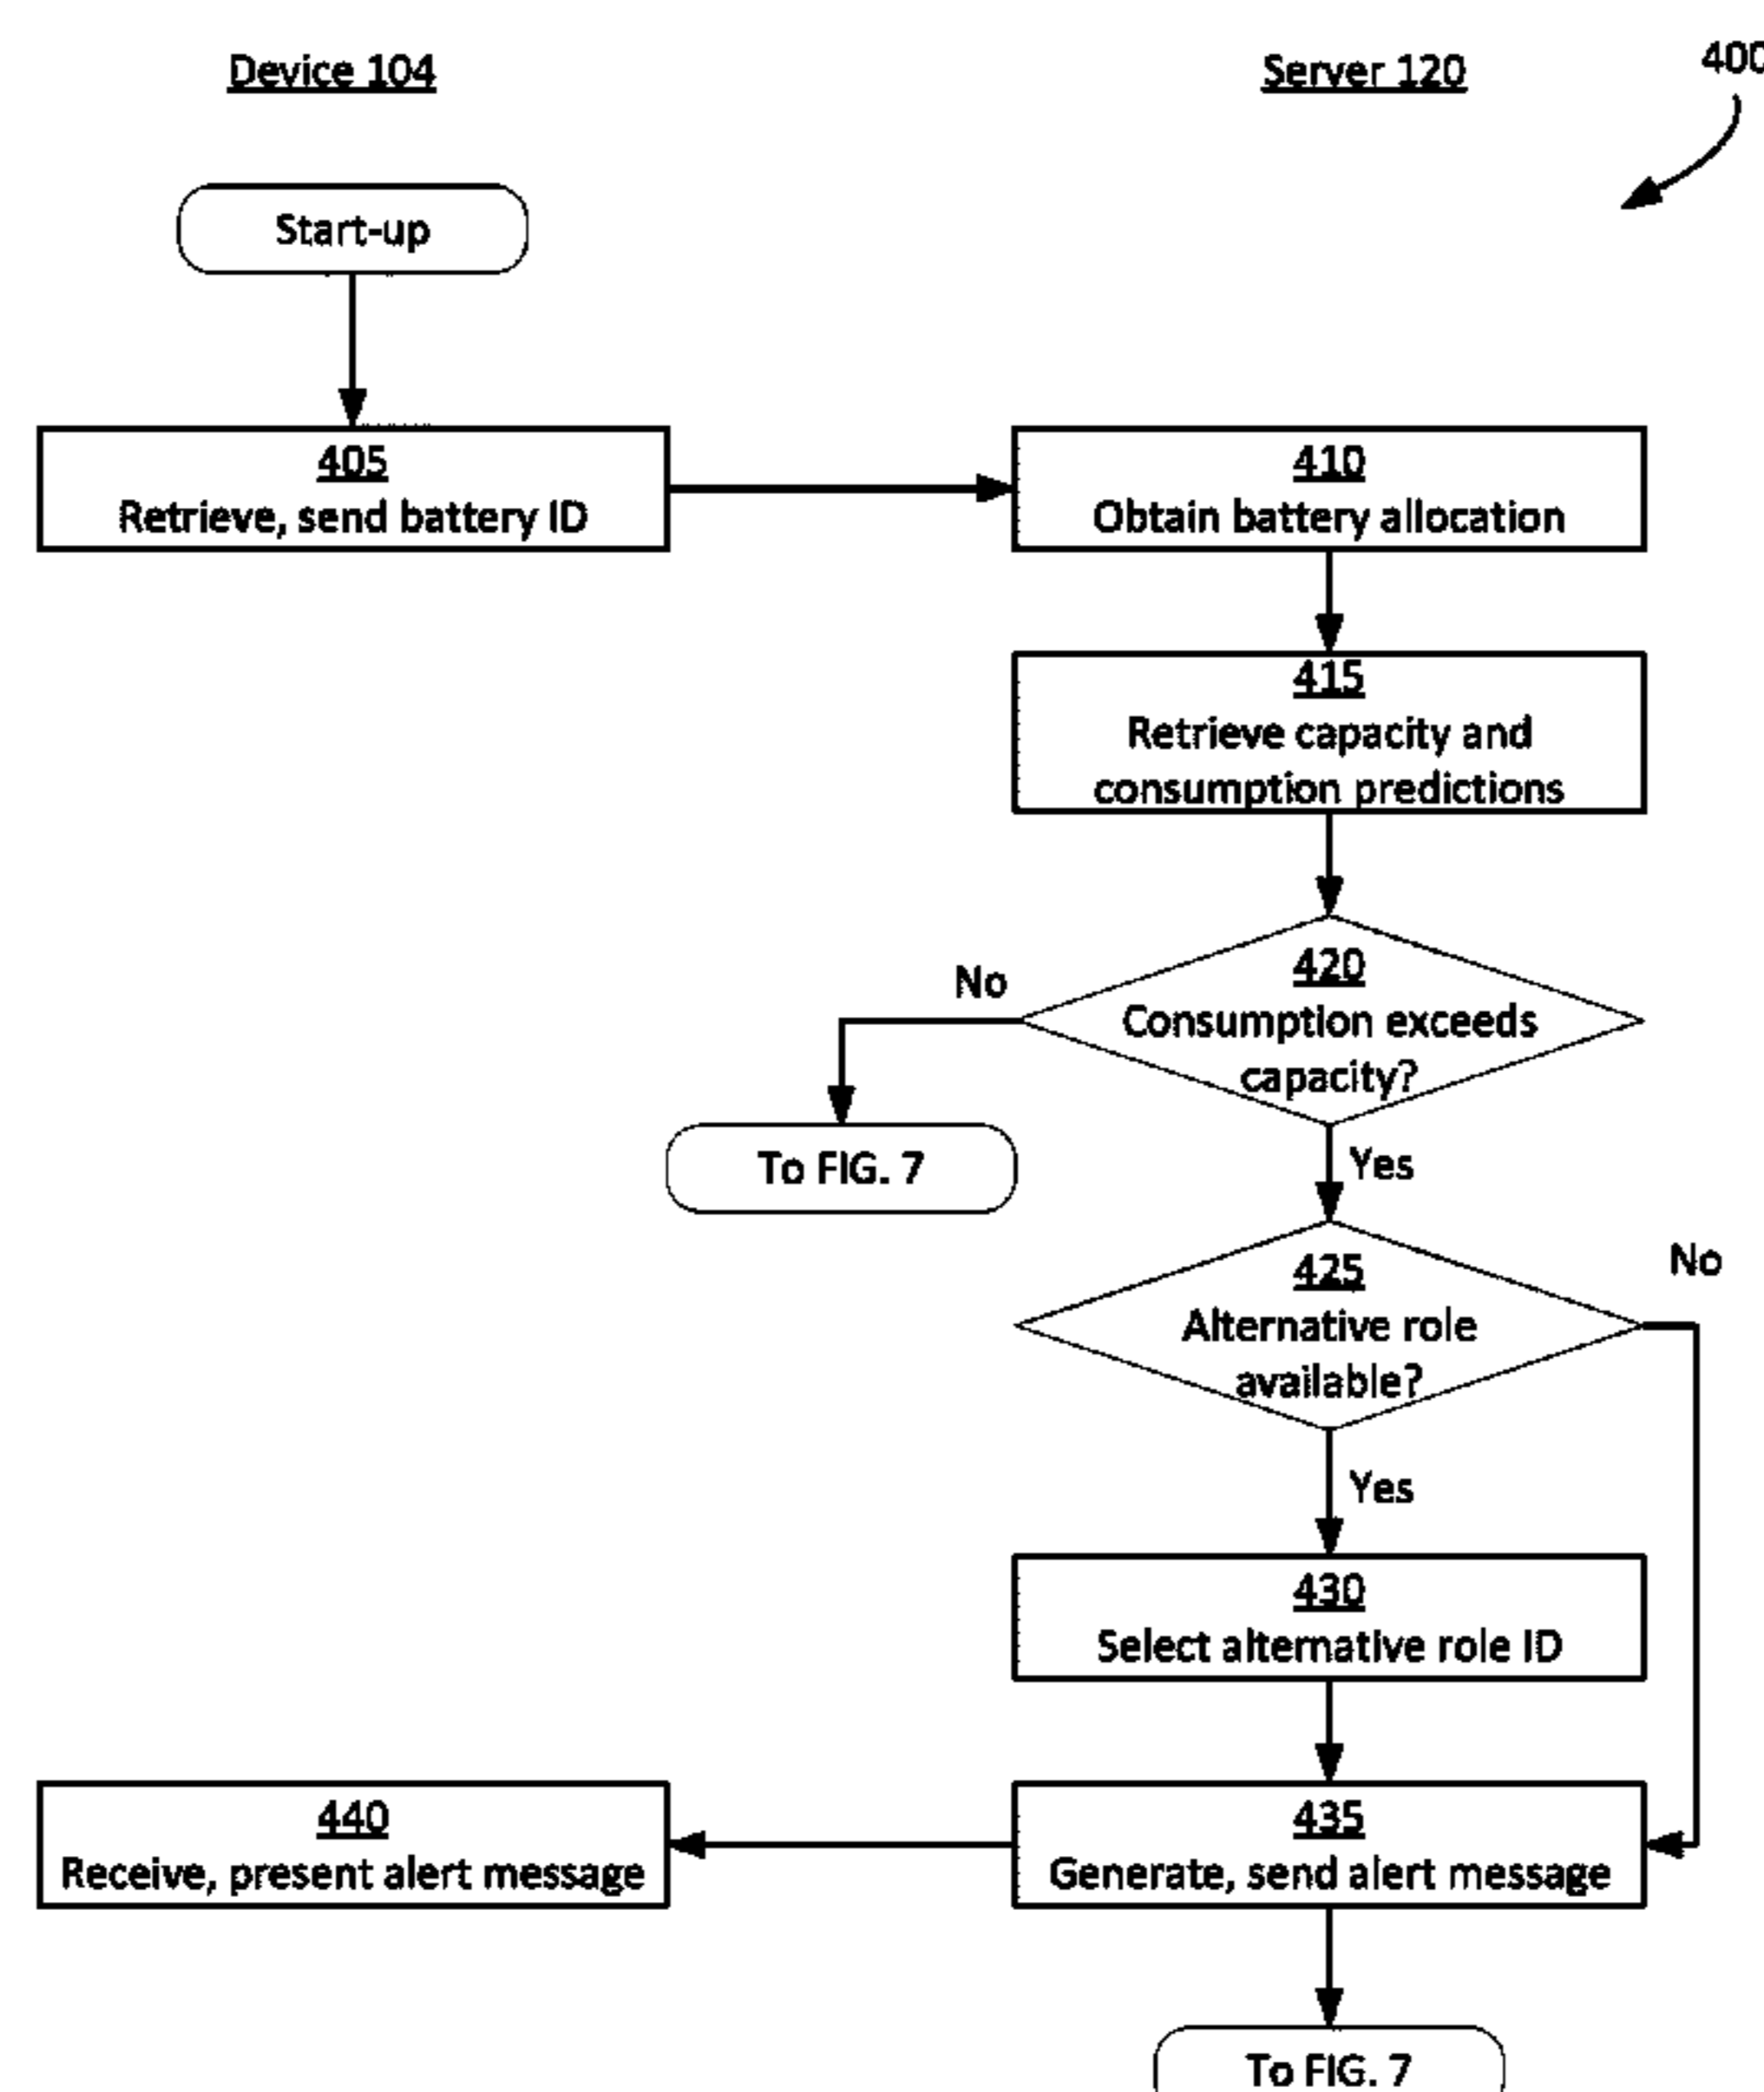 Device 104
Server 120
400
Start-up
405
Retrieve, send battery ID
410
Obtain battery allocation
415
Retrieve capacity and
consumption predictions
420
Consumption exceeds
capacity?
No
To FIG. 7
Yes
425
Alternative role
available?
No
Yes
430
Select alternative role ID
435
Generate, send alert message
440
Receive, present alert message
To FIG. 7